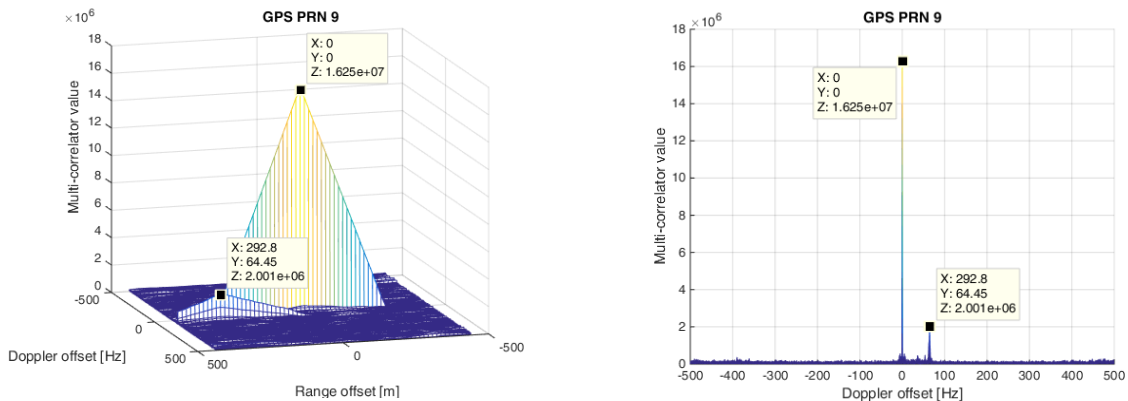 GPS PRN 9
×10^6
18
16
14
12
10
8
6
4
2
0
Multi-correlator value
X: 0
Y: 0
Z: 1.625e+07
X: 292.8
Y: 64.45
Z: 2.001e+06
-500
0
500
Doppler offset [Hz]
500
0
-500
Range offset [m]
GPS PRN 9
×10^6
18
16
14
12
10
8
6
4
2
0
Multi-correlator value
X: 0
Y: 0
Z: 1.625e+07
X: 292.8
Y: 64.45
Z: 2.001e+06
-500 -400 -300 -200 -100 0 100 200 300 400 500
Doppler offset [Hz]